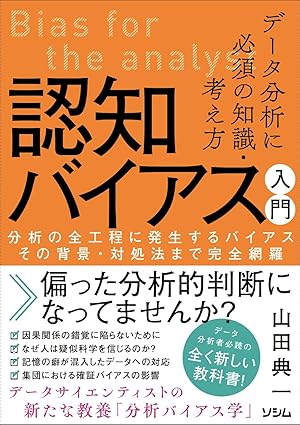 Bias for
the analyst
データ分析に
必須の知識・
考え方
認知
バイアス
入門
分析の全工程に発生するバイアス
その背景・対処法まで完全網羅
偏った分析的判断に
なってませんか?
因果関係の錯覚に陥らないために
なぜ人は疑似科学を信じるのか?
記憶の癖が混入したデータへの対応
集団における確証バイアスの影響
山田典一
データ
分析者必読の
全く新しい
教科書!
データサイエンティストの
新たな教養「分析バイアス学」
ソシム